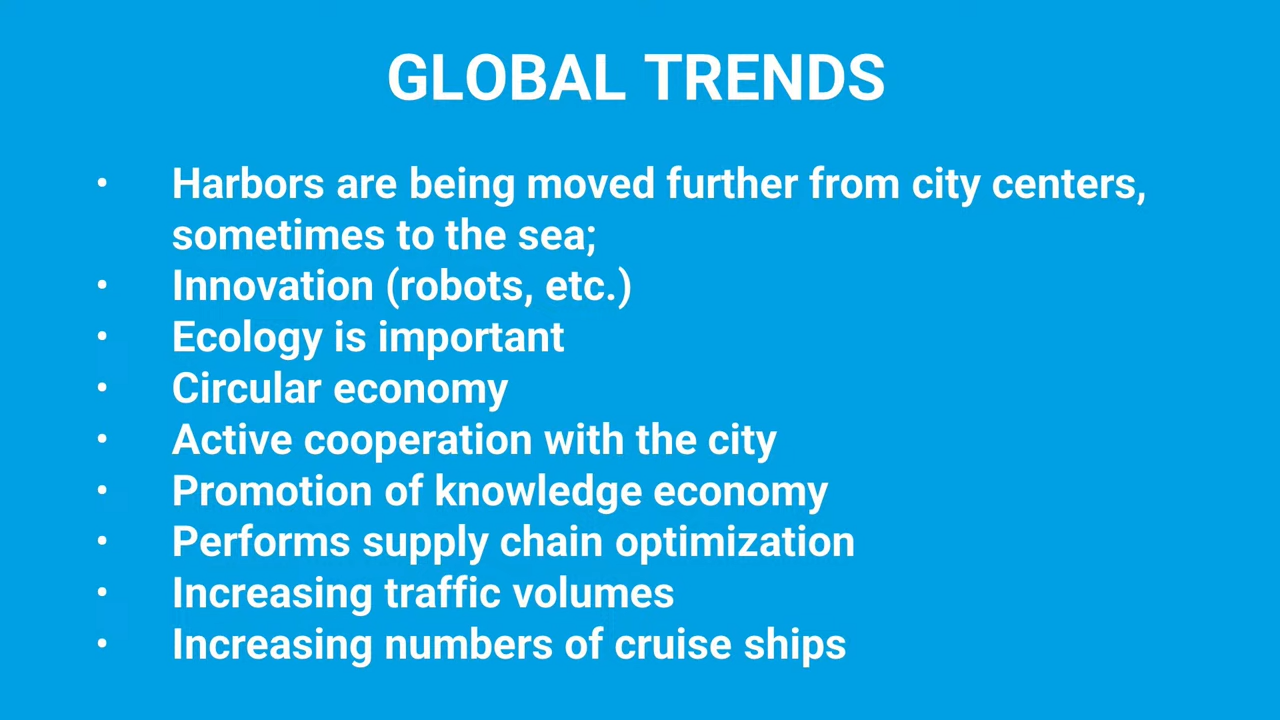 GLOBAL TRENDS
• Harbors are being moved further from city centers,
sometimes to the sea;
• Innovation (robots, etc.)
• Ecology is important
• Circular economy
• Active cooperation with the city
• Promotion of knowledge economy
• Performs supply chain optimization
• Increasing traffic volumes
• Increasing numbers of cruise ships